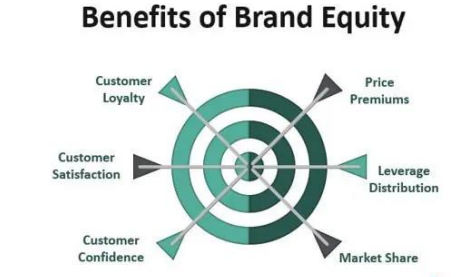 Benefits of Brand Equity
Customer
Loyalty
Price
Premiums
Customer
Satisfaction
Leverage
Distribution
Customer
Confidence
Market Share